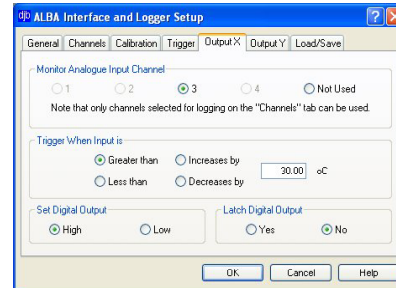 djb ALBA Interface and Logger Setup
General Channels Calibration Trigger Output X Output Y Load/Save
Monitor Analogue Input Channel
1 2 3 4 Not Used
Note that only channels selected for logging on the "Channels" tab can be used.
Trigger When Input is
Greater than Increases by
30.00 oC
Less than Decreases by
Set Digital Output Latch Digital Output
High Low Yes No
OK Cancel Help